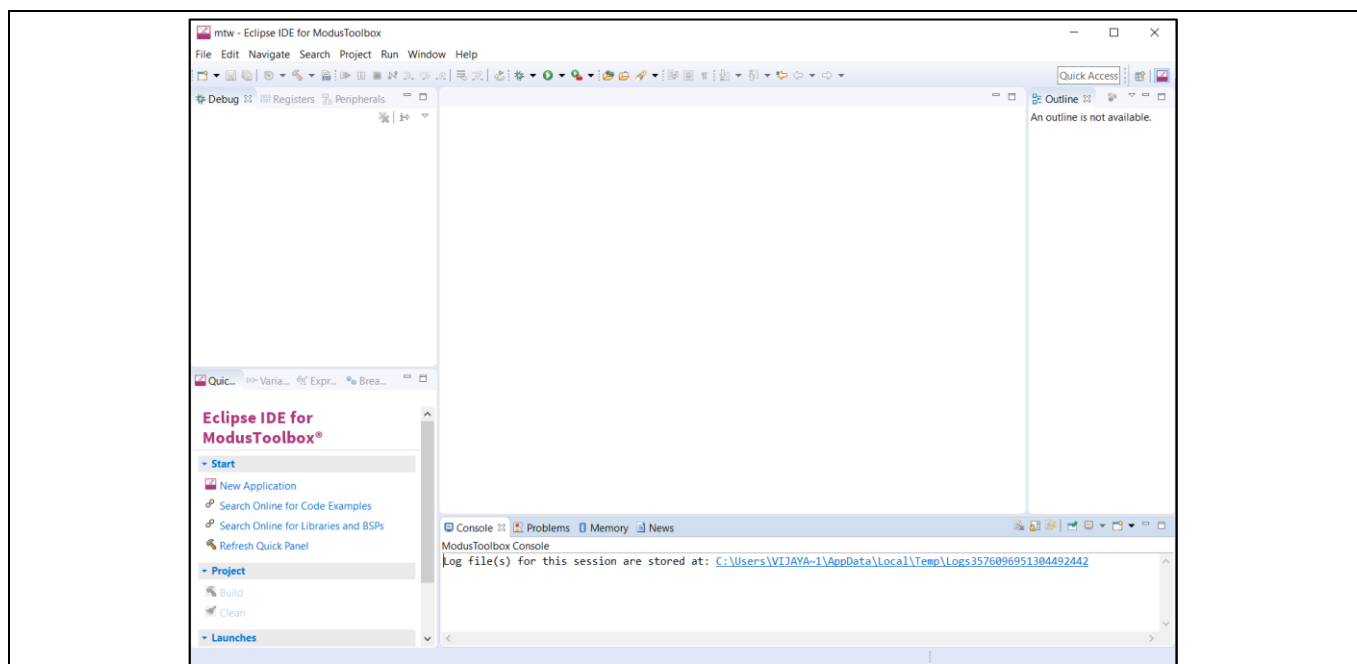 mtw - Eclipse IDE for ModusToolbox
File Edit Navigate Search Project Run Window Help
Quick Access
Debug Registers Peripherals
Outline
An outline is not available.
Quic... Varia... Expr... Brea...
Eclipse IDE for
ModusToolbox®
Start
New Application
Search Online for Code Examples
Search Online for Libraries and BSPs
Refresh Quick Panel
Project
Build
Clean
Launches
Console Problems Memory News
ModusToolbox Console
Log file(s) for this session are stored at: C:\Users\VIJAYA~1\AppData\Local\Temp\Logs3576096951304492442